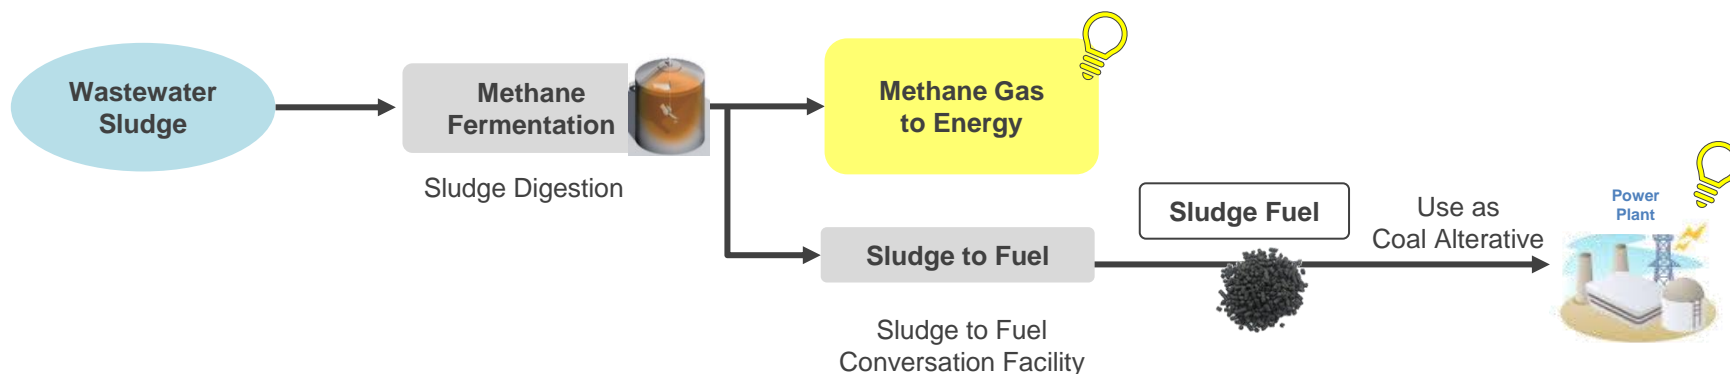 Wastewater
Sludge
Methane
Fermentation
Sludge Digestion
Methane Gas
to Energy
Sludge to Fuel
Sludge to Fuel
Conversation Facility
Sludge Fuel
Use as
Coal Alterative
Power
Plant